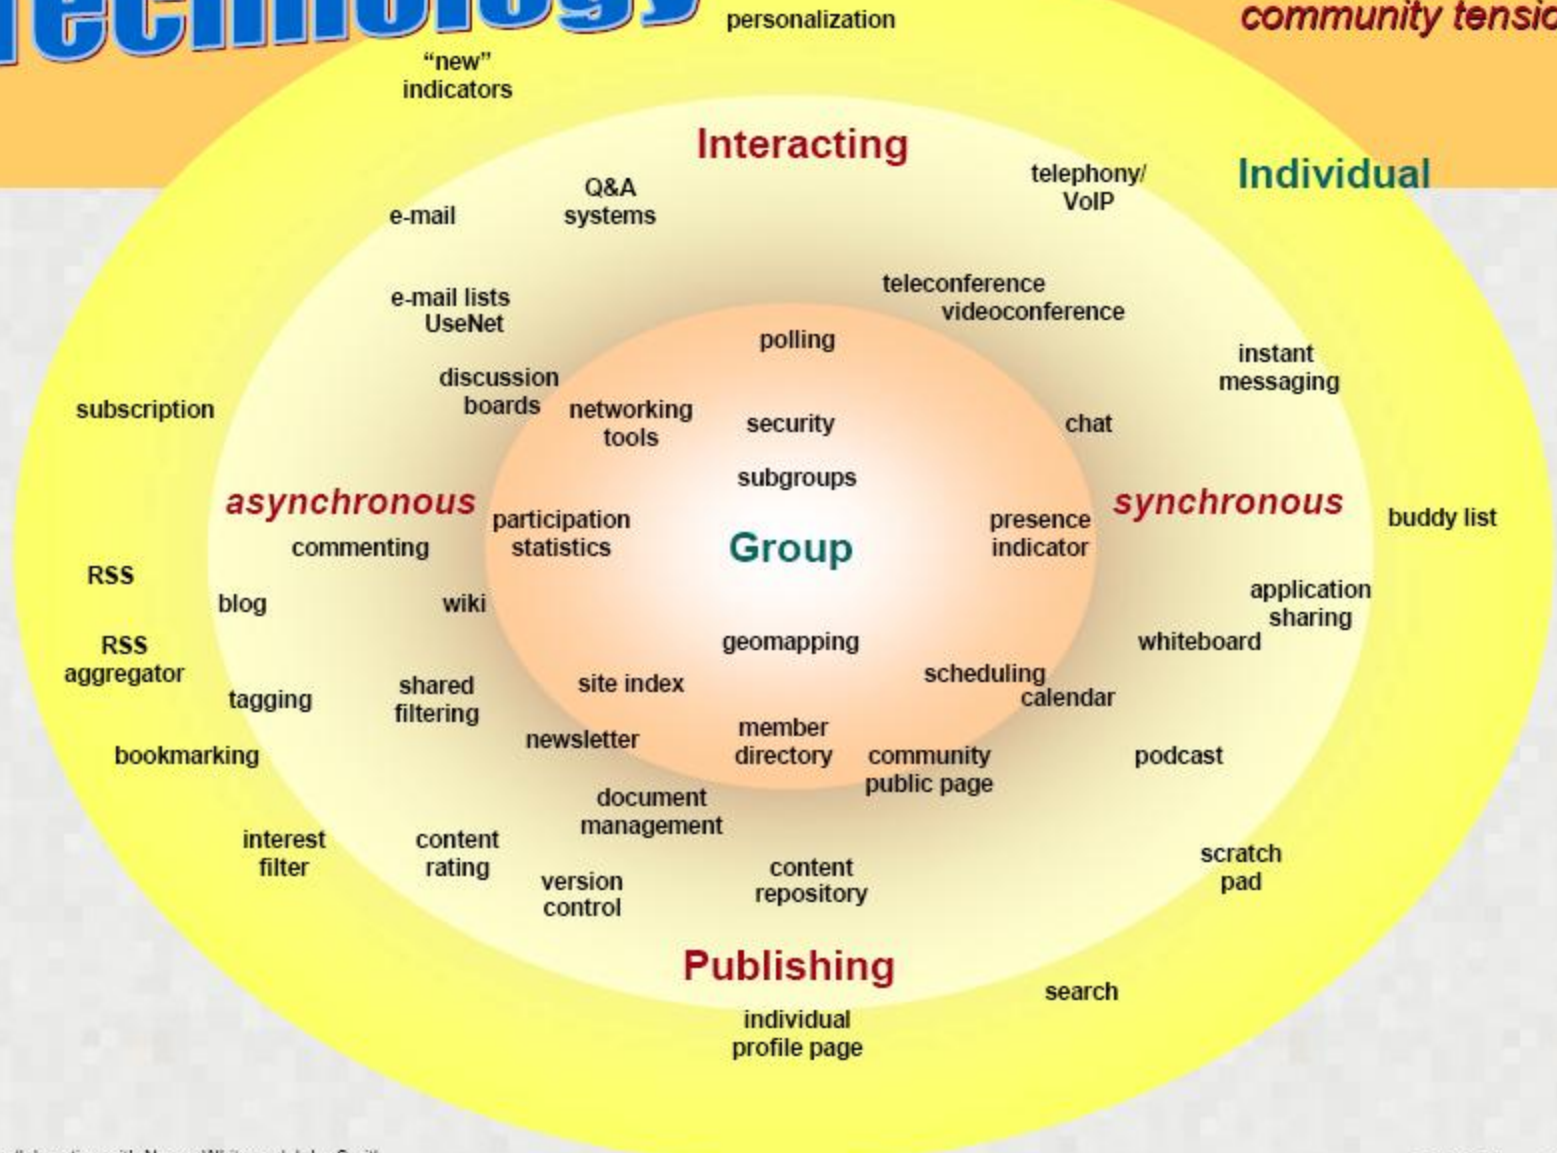 Technology
personalization
community tensio
“new”
indicators
Interacting
Individual
telephony/
VoIP
Q&A
systems
e-mail
teleconference
videoconference
e-mail lists
UseNet
polling
instant
messaging
discussion
boards
subscription
networking
tools
security
chat
subgroups
asynchronous
synchronous
participation
statistics
presence
indicator
buddy list
commenting
Group
RSS
blog
wiki
application
sharing
whiteboard
RSS
aggregator
geomapping
tagging
shared
filtering
site index
scheduling
calendar
newsletter
member
directory
community
public page
podcast
bookmarking
document
management
interest
filter
content
rating
version
control
content
repository
scratch
pad
Publishing
search
individual
profile page